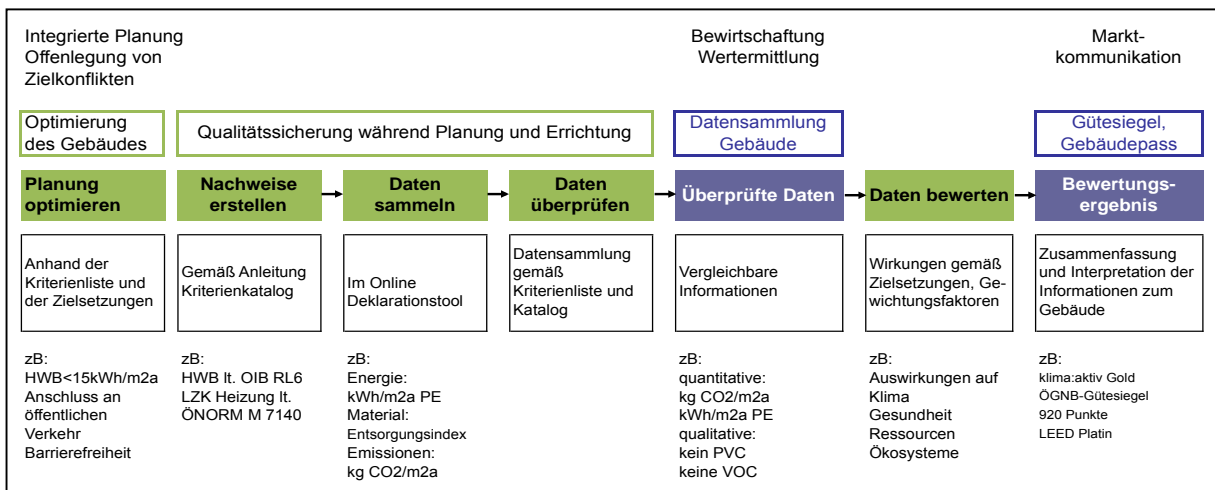 Integrierte Planung
Offenlegung von
Zielkonflikten
Bewirtschaftung
Wertermittlung
Markt-
kommunikation
Optimierung
des Gebäudes
Qualitätssicherung während Planung und Errichtung
Datensammlung
Gebäude
Gütesiegel,
Gebäudepass
Planung
optimieren
Nachweise
erstellen
Daten
sammeln
Daten
überprüfen
Überprüfte Daten
Daten bewerten
Bewertungs-
ergebnis
Anhand der
Kriterienliste und
der Zielsetzungen
Gemäß Anleitung
Kriterienkatalog
Im Online
Deklarationstool
Datensammlung
gemäß
Kriterienliste und
Katalog
Vergleichbare
Informationen
Wirkungen gemäß
Zielsetzungen, Ge-
wichtungsfaktoren
Zusammenfassung
und Interpretation der
Informationen zum
Gebäude
zB:
HWB<15kWh/m2a
Anschluss an
öffentlichen
Verkehr
Barrierefreiheit
zB:
HWB lt. OIB RL6
LZK Heizung lt.
ÖNORM M 7140
zB:
Energie:
kWh/m2a PE
Material:
Entsorgungsindex
Emissionen:
kg CO2/m2a
zB:
quantitative:
kg CO2/m2a
kWh/m2a PE
qualitative:
kein PVC
keine VOC
zB:
Auswirkungen auf
Klima
Gesundheit
Ressourcen
Ökosysteme
zB:
klima:aktiv Gold
ÖGNB-Gütesiegel
920 Punkte
LEED Platin